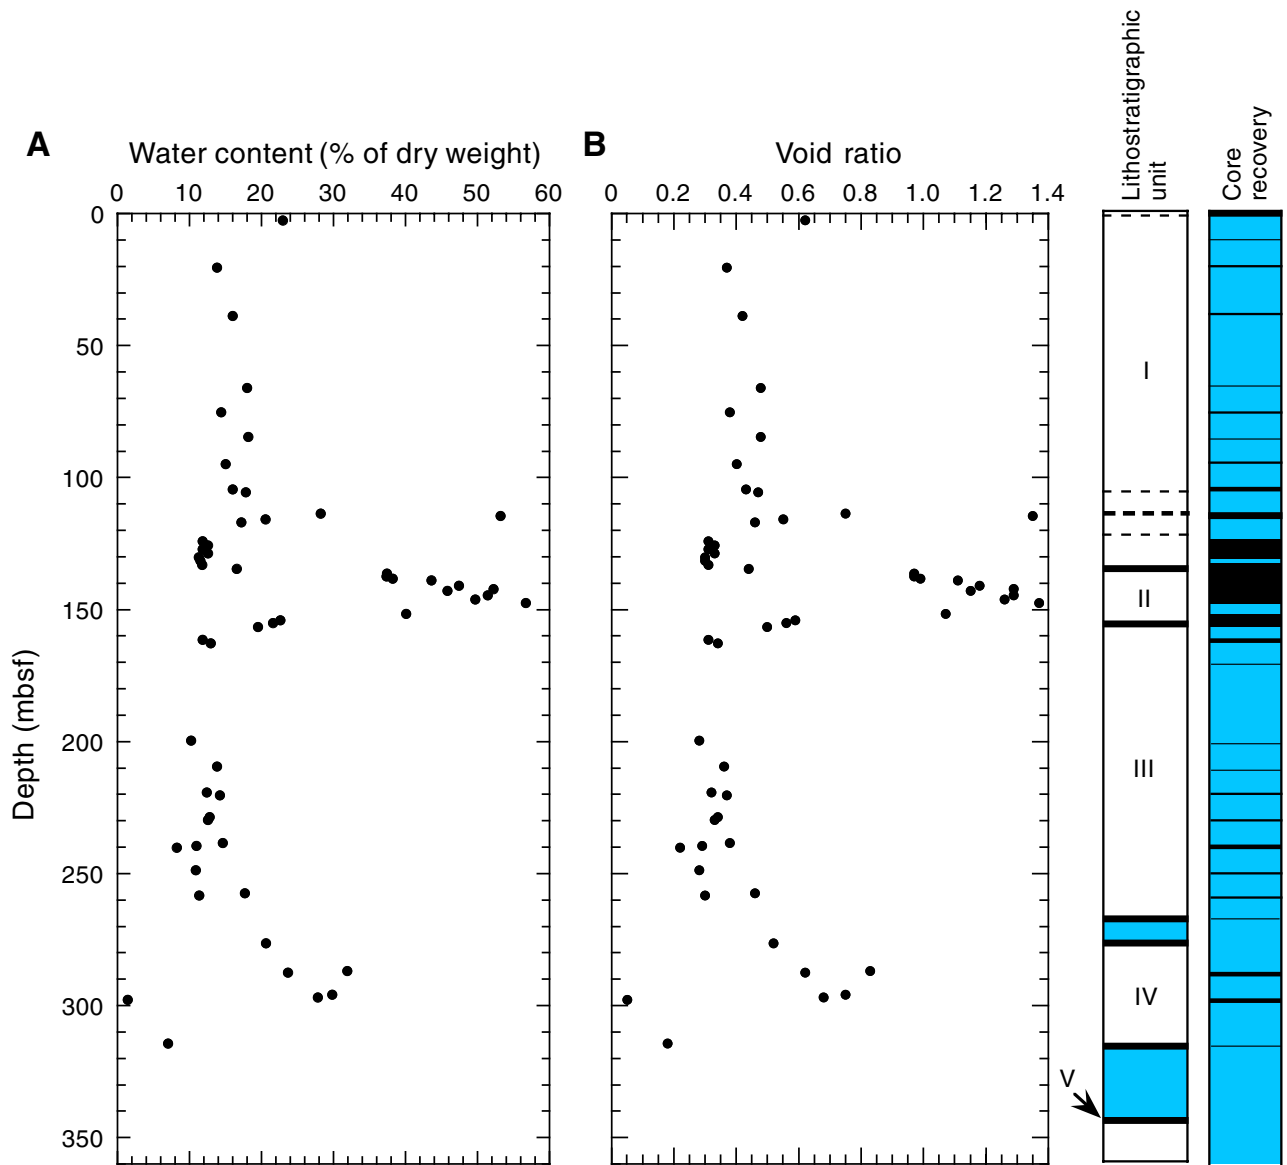 A
Water content (% of dry weight)
0 10 20 30 40 50 60
B
Void ratio
0 0.2 0.4 0.6 0.8 1.0 1.2 1.4
Lithostratigraphic
unit
Core
recovery
Depth (mbsf)
0
50
100
150
200
250
300
350
I
II
III
IV
V